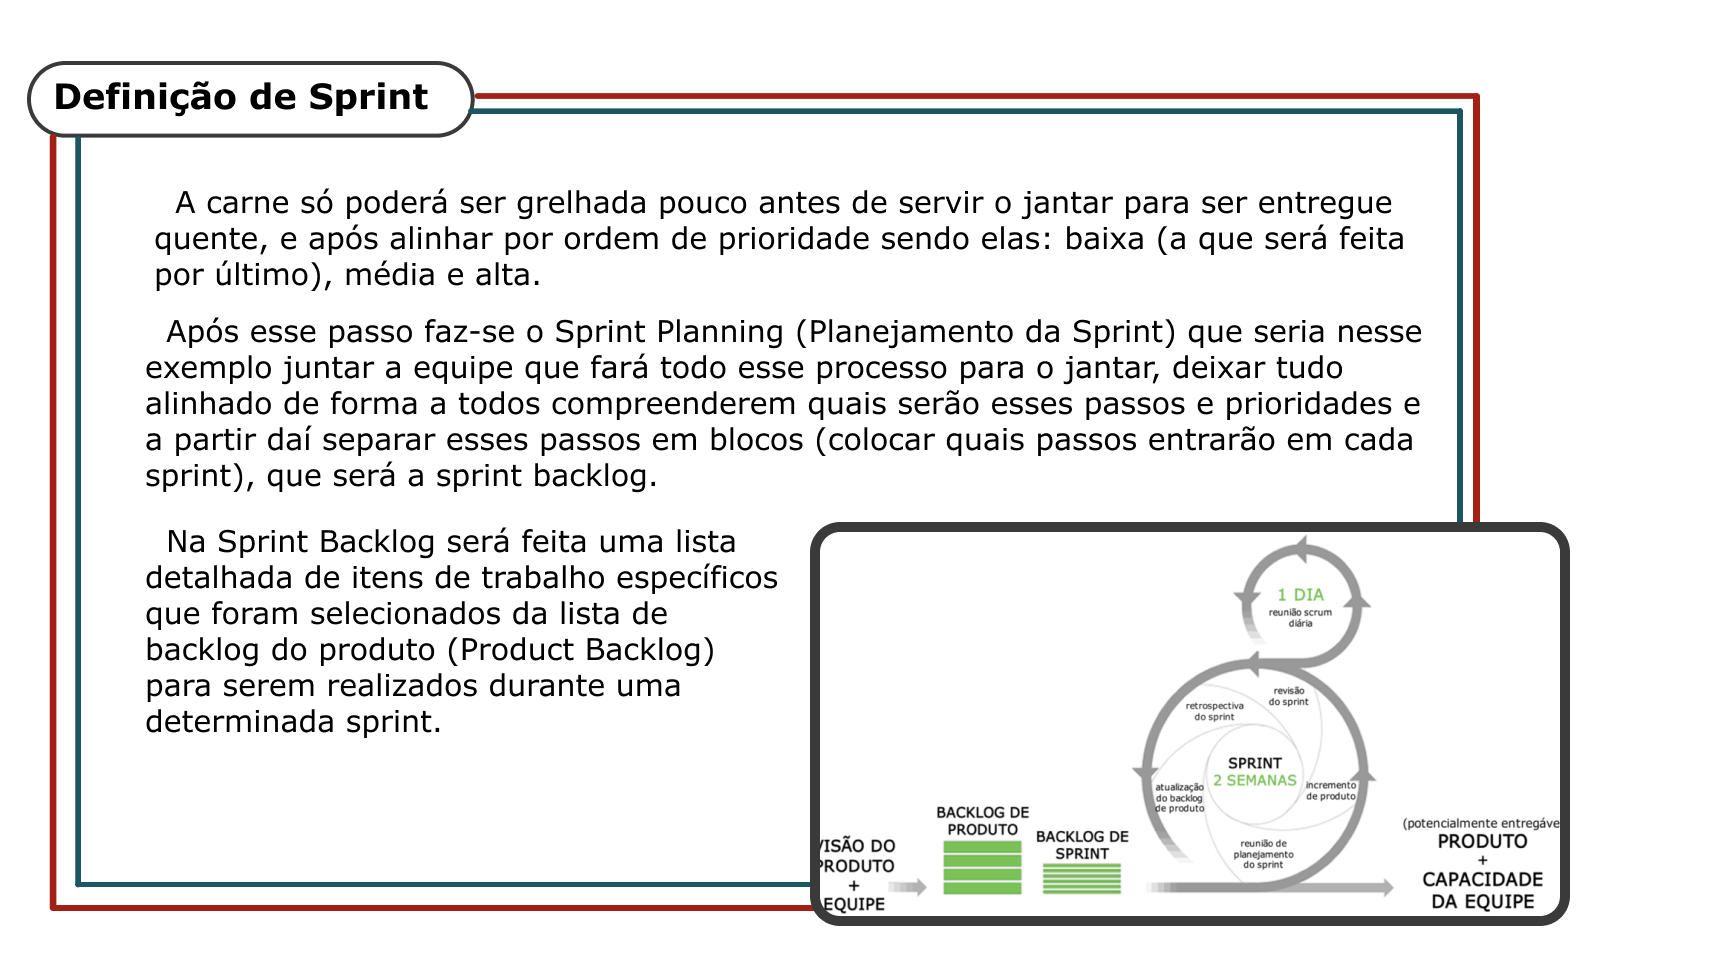 Definição de Sprint
A carne só poderá ser grelhada pouco antes de servir o jantar para ser entregue
quente, e após alinhar por ordem de prioridade sendo elas: baixa (a que será feita
por último), média e alta.
Após esse passo faz-se o Sprint Planning (Planejamento da Sprint) que seria nesse
exemplo juntar a equipe que fará todo esse processo para o jantar, deixar tudo
alinhado de forma a todos compreenderem quais serão esses passos e prioridades e
a partir daí separar esses passos em blocos (colocar quais passos entrarão em cada
sprint), que será a sprint backlog.
Na Sprint Backlog será feita uma lista
detalhada de itens de trabalho específicos
que foram selecionados da lista de
backlog do produto (Product Backlog)
para serem realizados durante uma
determinada sprint.
1 DIA
reunião scrum
diária
revisão
do sprint
retrospectiva
do sprint
SPRINT
2 SEMANAS
atualização
do backlog
de produto
incremento
de produto
reunião de
planejamento
do sprint
VISÃO DO
PRODUTO
+
EQUIPE
BACKLOG DE
PRODUTO
BACKLOG DE
SPRINT
(potencialmente entregáve
PRODUTO
+
CAPACIDADE
DA EQUIPE